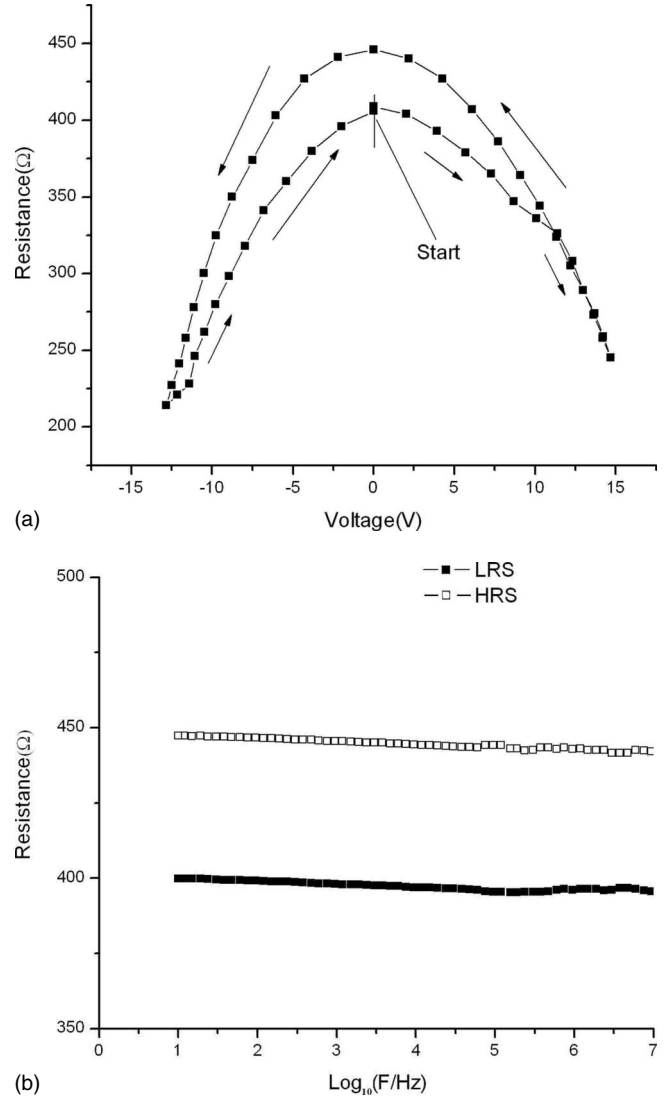 450
400
350
300
250
200
Resistance(Ω)
Start
-15 -10 -5 0 5 10 15
Voltage(V)
(a)
500
450
400
350
Resistance(Ω)
LRS
HRS
0 1 2 3 4 5 6 7
Log₁₀(F/Hz)
(b)